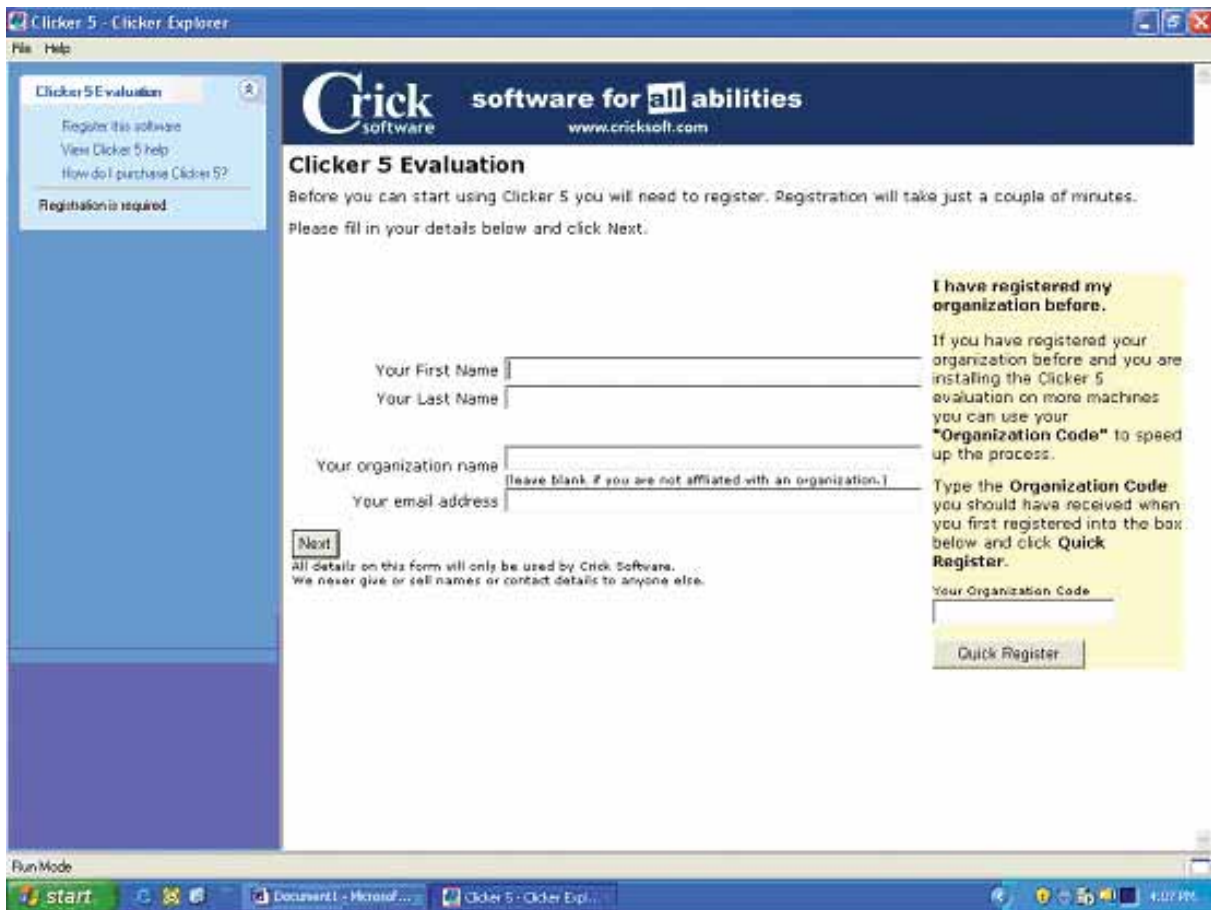 Clicker 5 - Clicker Explorer
File Help
Clicker 5 Evaluation
Register this software
View Clicker 5 help
How do I purchase Clicker 5?
Registration is required
Crick
software
software for all abilities
www.cricksoft.com
Clicker 5 Evaluation
Before you can start using Clicker 5 you will need to register. Registration will take just a couple of minutes.
Please fill in your details below and click Next.
Your First Name
Your Last Name
Your organization name
(leave blank if you are not affliated with an organization.)
Your email address
Next
All details on this form will only be used by Crick Software.
We never give or sell names or contact details to anyone else.
I have registered my
organization before.
If you have registered your
organization before and you are
installing the Clicker 5
evaluation on more machines
you can use your
"Organization Code" to speed
up the process.
Type the Organization Code
you should have received when
you first registered into the box
below and click Quick
Register.
Your Organization Code
Quick Register
Run Mode
start
Document1 - Microsof...
Clicker 5 - Clicker Expl...
4:07 PM